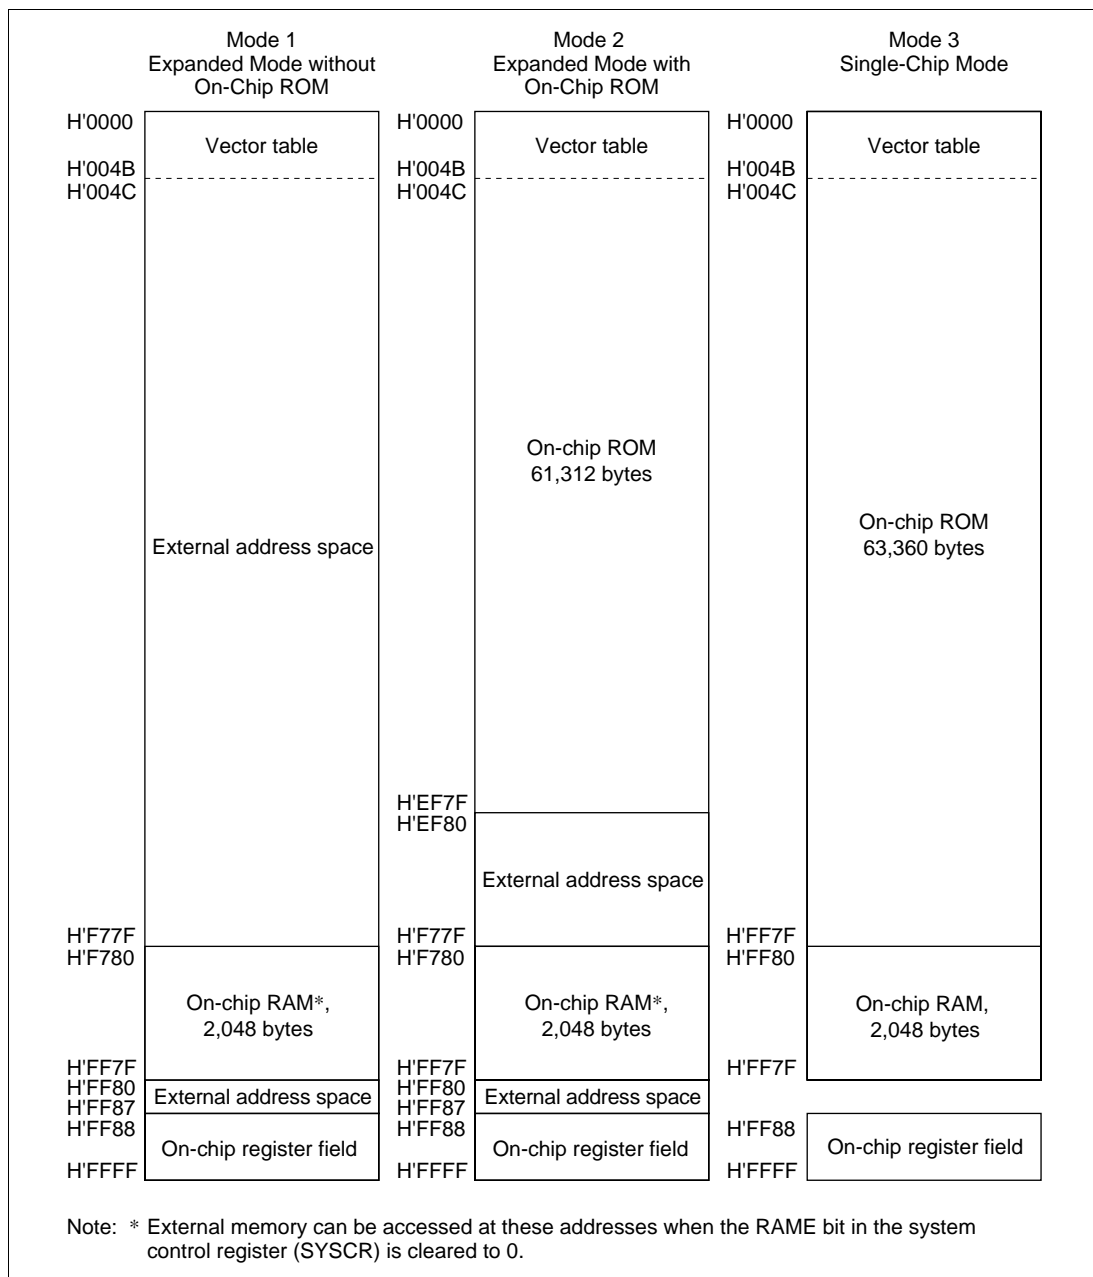 Mode 1
Expanded Mode without
On-Chip ROM
H'0000
Vector table
H'004B
H'004C
External address space
H'F77F
H'F780
On-chip RAM*,
2,048 bytes
H'FF7F
H'FF80
External address space
H'FF87
H'FF88
On-chip register field
H'FFFF
Mode 2
Expanded Mode with
On-Chip ROM
H'0000
Vector table
H'004B
H'004C
On-chip ROM
61,312 bytes
H'EF7F
H'EF80
External address space
H'F77F
H'F780
On-chip RAM*,
2,048 bytes
H'FF7F
H'FF80
External address space
H'FF87
H'FF88
On-chip register field
H'FFFF
Mode 3
Single-Chip Mode
H'0000
Vector table
H'004B
H'004C
On-chip ROM
63,360 bytes
H'FF7F
H'FF80
On-chip RAM,
2,048 bytes
H'FF7F
H'FF88
On-chip register field
H'FFFF
Note: * External memory can be accessed at these addresses when the RAME bit in the system
control register (SYSCR) is cleared to 0.